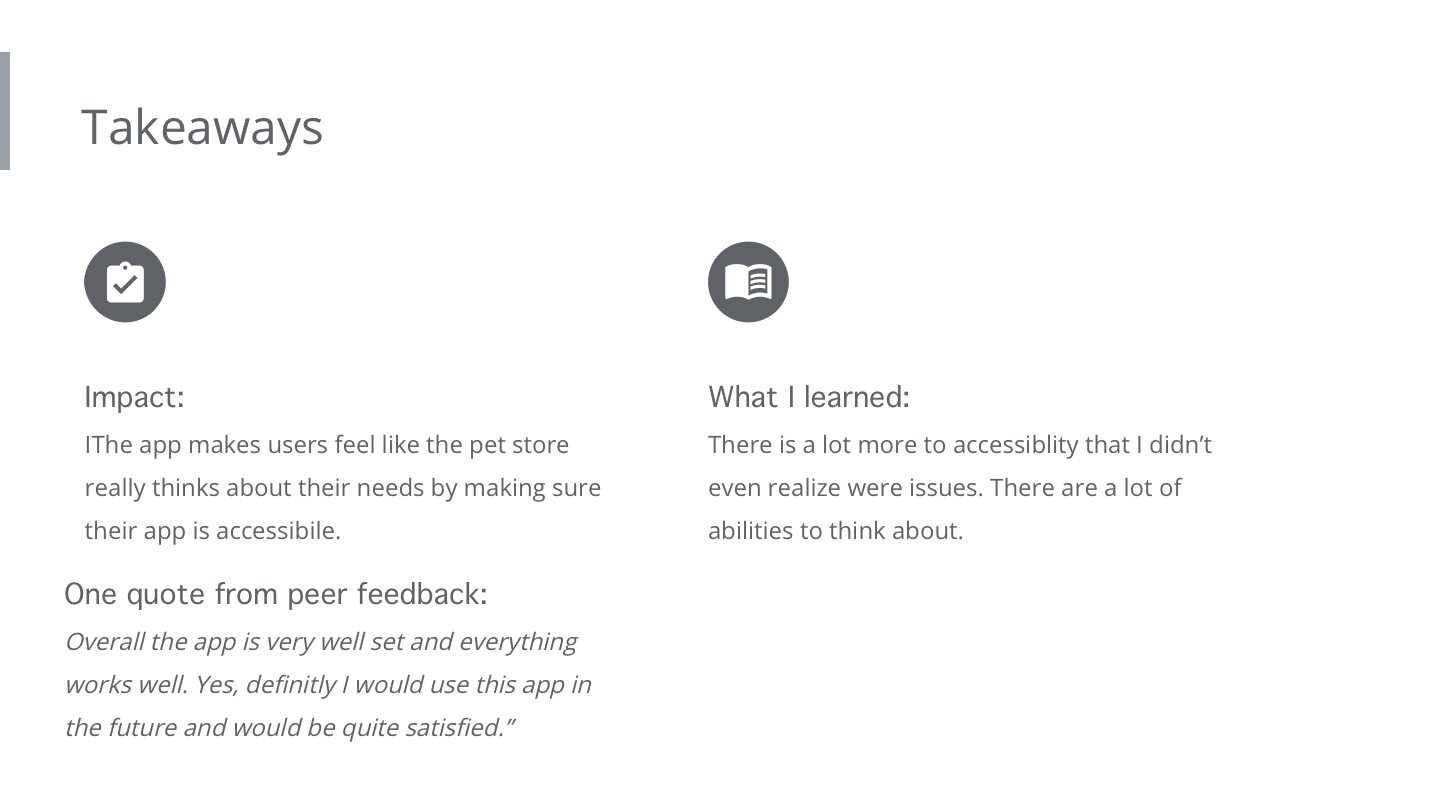 Takeaways
Impact:
IThe app makes users feel like the pet store
really thinks about their needs by making sure
their app is accessibile.
One quote from peer feedback:
Overall the app is very well set and everything
works well. Yes, definitly I would use this app in
the future and would be quite satisfied.”
What I learned:
There is a lot more to accessiblity that I didn’t
even realize were issues. There are a lot of
abilities to think about.